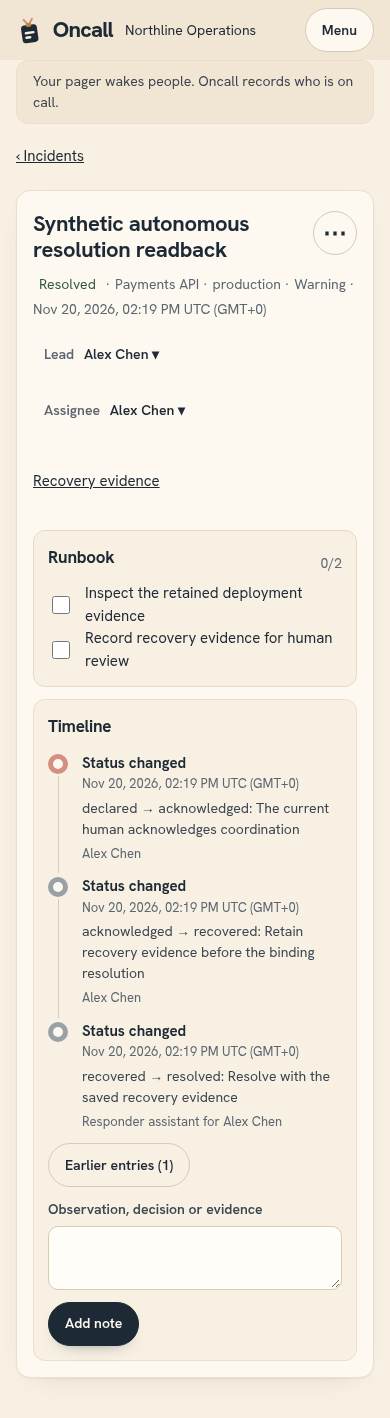 Oncall Northline Operations Menu
Your pager wakes people. Oncall records who is on
call.
‹ Incidents
Synthetic autonomous
resolution readback
Resolved · Payments API · production · Warning ·
Nov 20, 2026, 02:19 PM UTC (GMT+0)
Lead Alex Chen ▾
Assignee Alex Chen ▾
Recovery evidence
Runbook 0/2
Inspect the retained deployment
evidence
Record recovery evidence for human
review
Timeline
Status changed
Nov 20, 2026, 02:19 PM UTC (GMT+0)
declared → acknowledged: The current
human acknowledges coordination
Alex Chen
Status changed
Nov 20, 2026, 02:19 PM UTC (GMT+0)
acknowledged → recovered: Retain
recovery evidence before the binding
resolution
Alex Chen
Status changed
Nov 20, 2026, 02:19 PM UTC (GMT+0)
recovered → resolved: Resolve with the
saved recovery evidence
Responder assistant for Alex Chen
Earlier entries (1)
Observation, decision or evidence
Add note